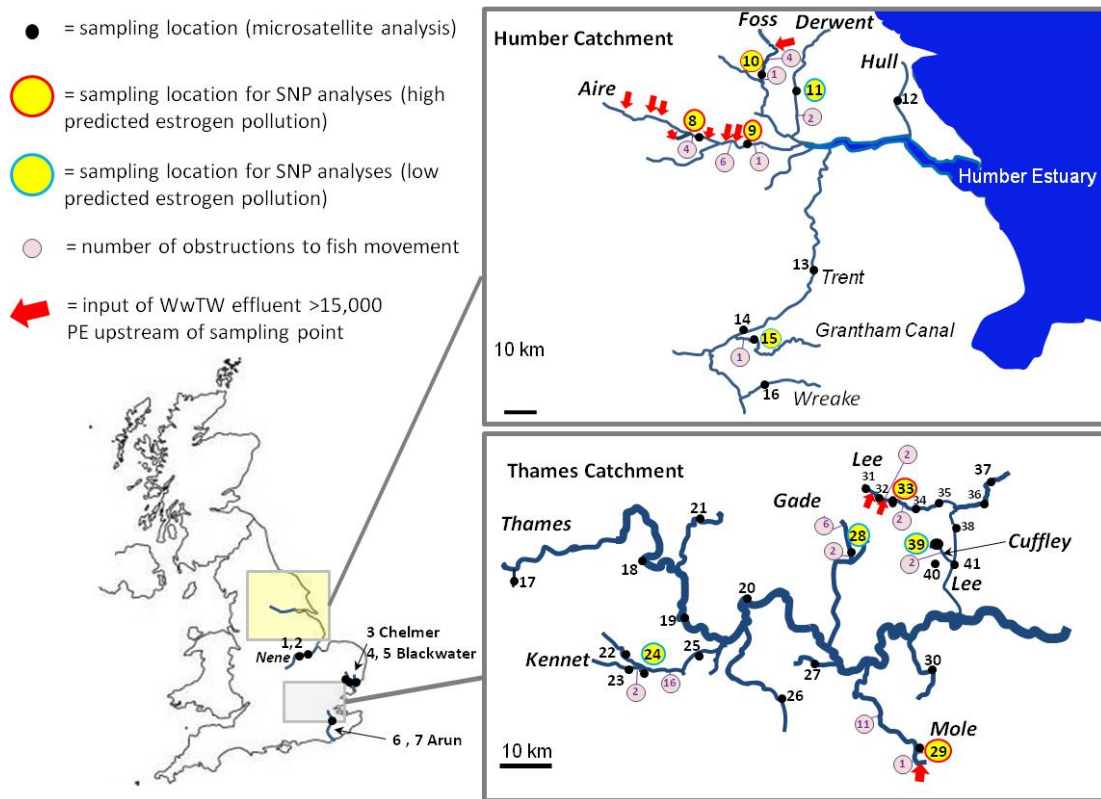 = sampling location (microsatellite analysis)
= sampling location for SNP analyses (high
predicted estrogen pollution)
= sampling location for SNP analyses (low
predicted estrogen pollution)
= number of obstructions to fish movement
= input of WwTW effluent >15,000
PE upstream of sampling point
1,2
Nene
3 Chelmer
4, 5 Blackwater
6 , 7 Arun
Humber Catchment
Foss
Derwent
Hull
Aire
10
4
1
11
2
12
8
4
9
6
1
Humber Estuary
13
Trent
14
15
1
Grantham Canal
16
Wreake
10 km
Thames Catchment
Lee
2
31
32
33
34
35
36
37
2
38
Gade
6
28
2
39
2
40
41
Cuffley
Lee
Thames
17
18
21
19
20
Kennet
22
23
24
2
16
25
26
27
30
11
Mole
29
1
10 km